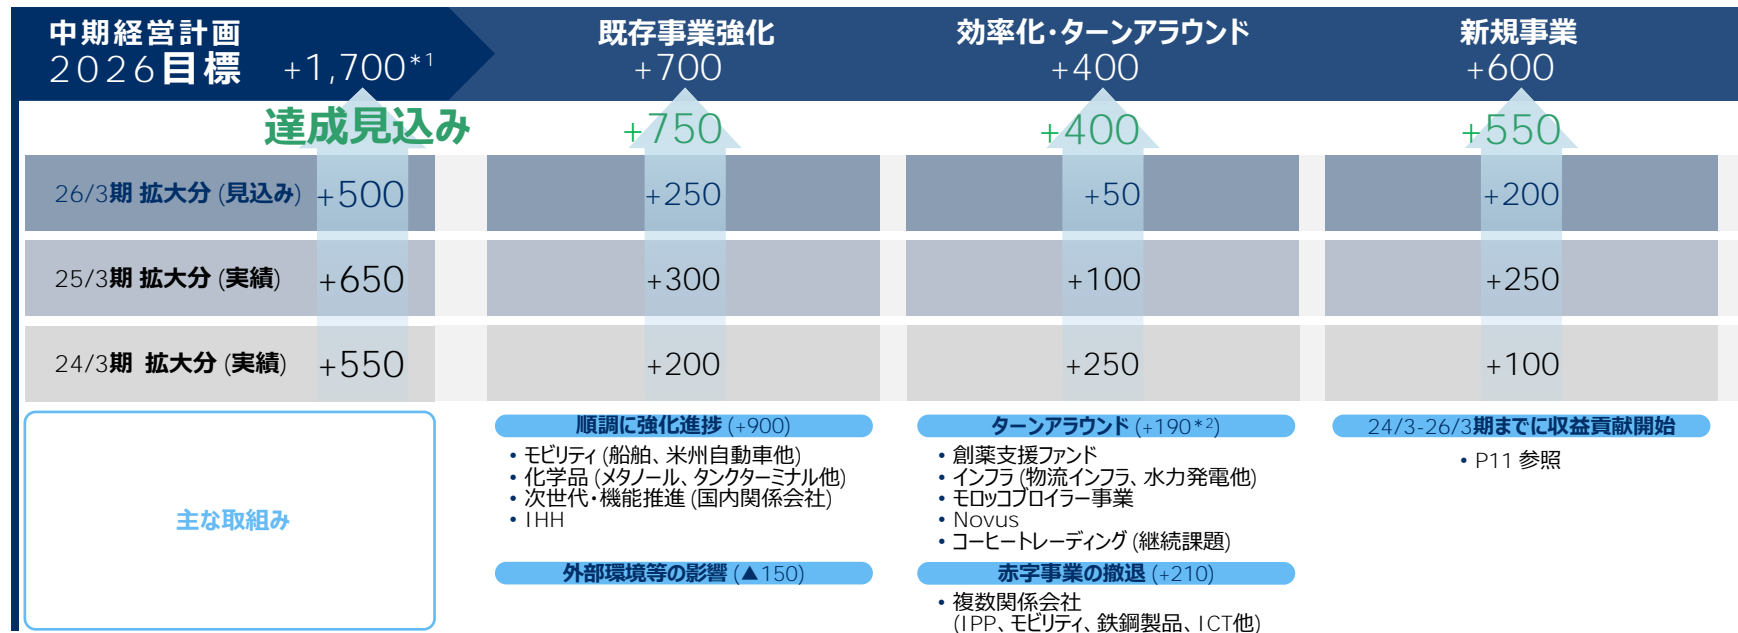 中期経営計画
2026目標 +1,700*1
既存事業強化
+700
効率化・ターンアラウンド
+400
新規事業
+600
達成見込み +750 +400 +550
26/3期 拡大分 (見込み) +500 +250 +50 +200
25/3期 拡大分 (実績) +650 +300 +100 +250
24/3期 拡大分 (実績) +550 +200 +250 +100
主な取組み
順調に強化進捗 (+900)
・モビリティ (船舶、米州自動車他)
・化学品 (メタノール、タンクターミナル他)
・次世代・機能推進 (国内関係会社)
・IHH
外部環境等の影響 (▲150)
ターンアラウンド (+190*2)
・創薬支援ファンド
・インフラ (物流インフラ、水力発電他)
・モロッコブロイラー事業
・Novus
・コーヒートレーディング (継続課題)
赤字事業の撤退 (+210)
・複数関係会社
(IPP、モビリティ、鉄鋼製品、ICT他)
24/3-26/3期までに収益貢献開始
・P11 参照